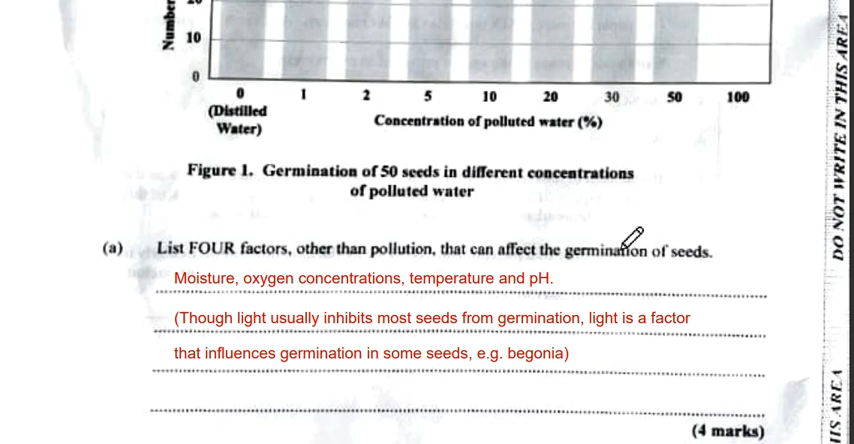 Number
20
10
0
0 1 2 5 10 20 30 50 100
(Distilled
Water)
Concentration of polluted water (%)
Figure 1. Germination of 50 seeds in different concentrations
of polluted water
(a) List FOUR factors, other than pollution, that can affect the germination of seeds.
Moisture, oxygen concentrations, temperature and pH.
(Though light usually inhibits most seeds from germination, light is a factor
that influences germination in some seeds, e.g. begonia)
(4 marks)
DO NOT WRITE IN THIS AREA
IS AREA